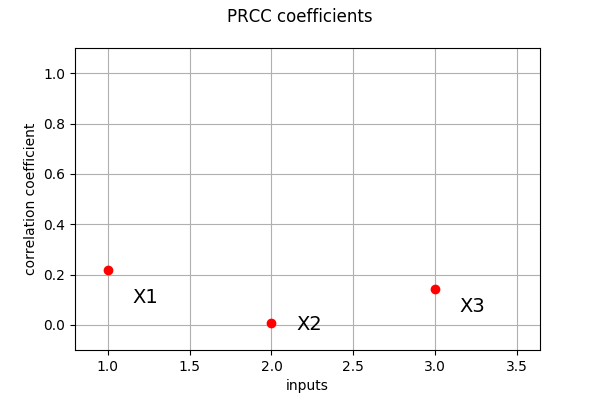 PRCC coefficients
correlation coefficient
1.0
0.8
0.6
0.4
0.2
0.0
X1
X2
X3
1.0 1.5 2.0 2.5 3.0 3.5
inputs